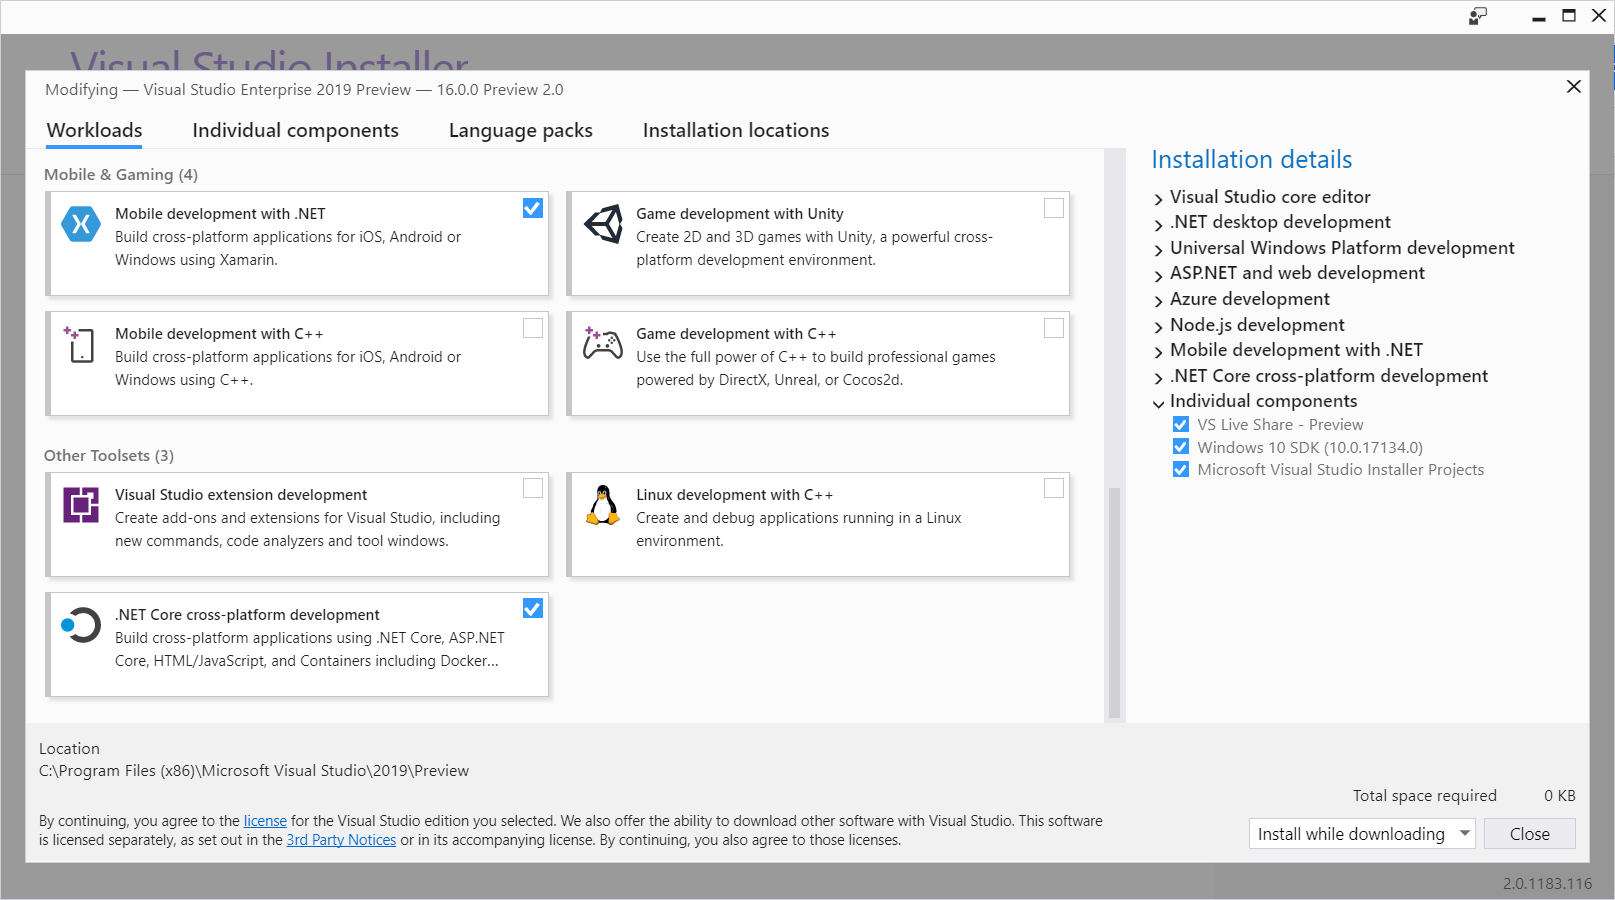 Visual Studio Installer
Modifying — Visual Studio Enterprise 2019 Preview — 16.0.0 Preview 2.0
Workloads
Individual components
Language packs
Installation locations
Mobile & Gaming (4)
Mobile development with .NET
Build cross-platform applications for iOS, Android or
Windows using Xamarin.
Game development with Unity
Create 2D and 3D games with Unity, a powerful cross-
platform development environment.
Mobile development with C++
Build cross-platform applications for iOS, Android or
Windows using C++.
Game development with C++
Use the full power of C++ to build professional games
powered by DirectX, Unreal, or Cocos2d.
Other Toolsets (3)
Visual Studio extension development
Create add-ons and extensions for Visual Studio, including
new commands, code analyzers and tool windows.
Linux development with C++
Create and debug applications running in a Linux
environment.
.NET Core cross-platform development
Build cross-platform applications using .NET Core, ASP.NET
Core, HTML/JavaScript, and Containers including Docker...
Installation details
Visual Studio core editor
.NET desktop development
Universal Windows Platform development
ASP.NET and web development
Azure development
Node.js development
Mobile development with .NET
.NET Core cross-platform development
Individual components
VS Live Share - Preview
Windows 10 SDK (10.0.17134.0)
Microsoft Visual Studio Installer Projects
Location
C:\Program Files (x86)\Microsoft Visual Studio\2019\Preview
Total space required 0 KB
By continuing, you agree to the license for the Visual Studio edition you selected. We also offer the ability to download other software with Visual Studio. This software
is licensed separately, as set out in the 3rd Party Notices or in its accompanying license. By continuing, you also agree to those licenses.
Install while downloading
Close
2.0.1183.116